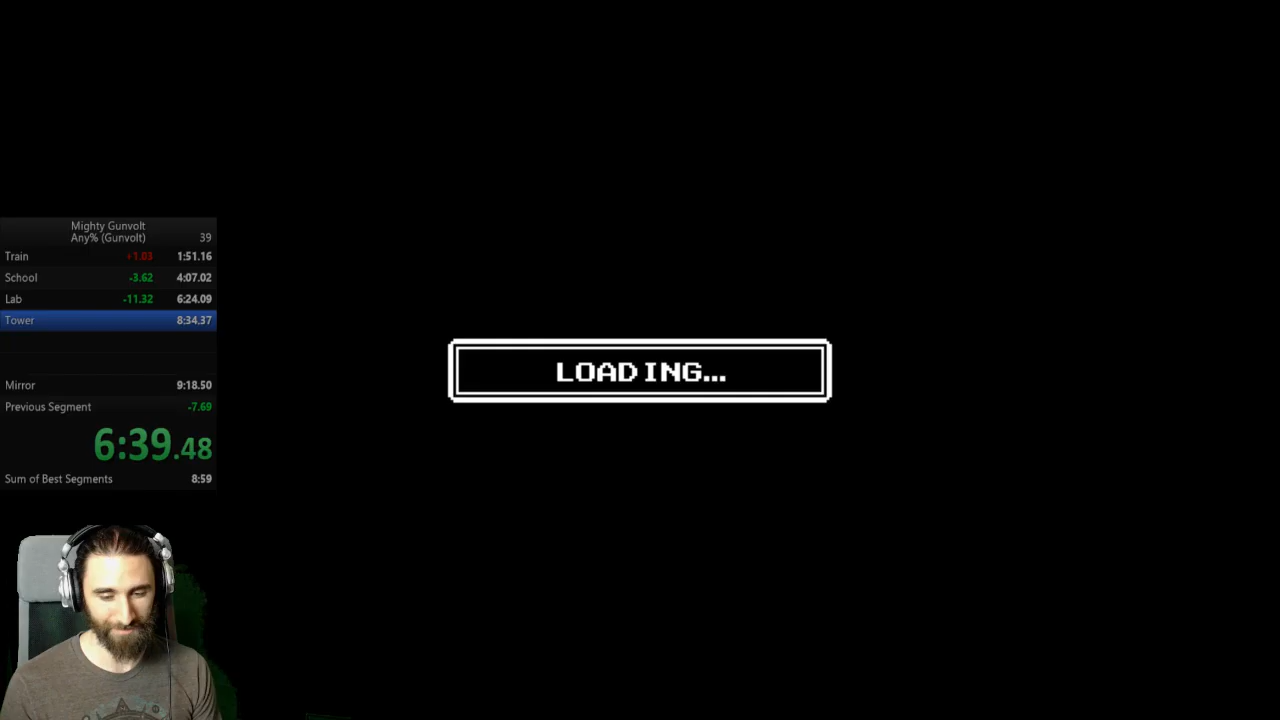 Mighty Gunvolt
Any% (Gunvolt) 39
Train +1.03 1:51.16
School -3.62 4:07.02
Lab -11.32 6:24.09
Tower 8:34.37
Mirror 9:18.50
Previous Segment -7.69
6:39.48
Sum of Best Segments 8:59
LOADING...